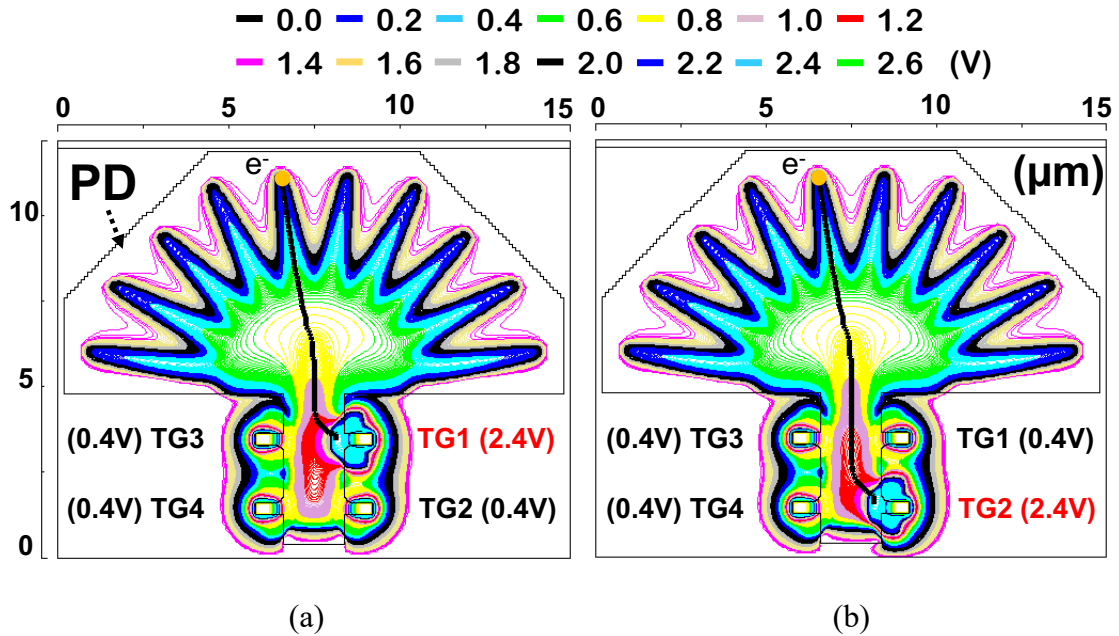 0.0 0.2 0.4 0.6 0.8 1.0 1.2
1.4 1.6 1.8 2.0 2.2 2.4 2.6 (V)
0 5 10 15 0 5 10 15
e- e-
PD (μm)
10
5
(0.4V) TG3 TG1 (2.4V) (0.4V) TG3 TG1 (0.4V)
(0.4V) TG4 TG2 (0.4V) (0.4V) TG4 TG2 (2.4V)
0
(a) (b)